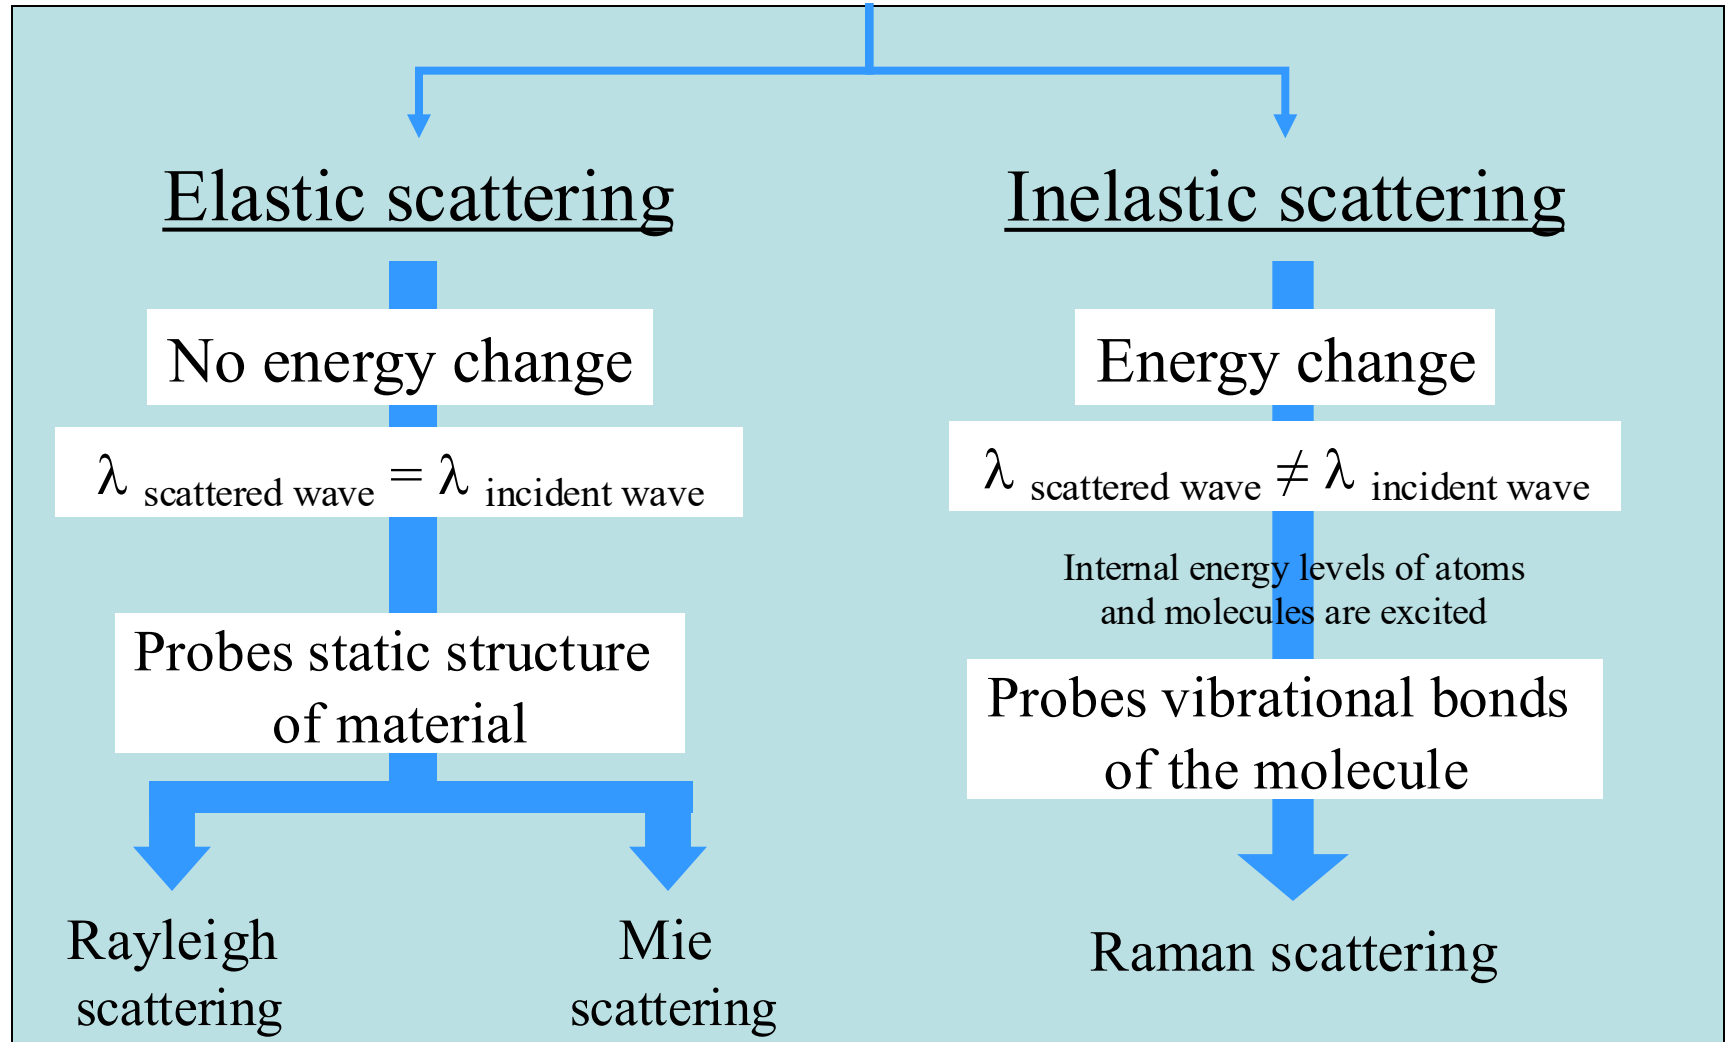 Elastic scattering
No energy change
λ scattered wave = λ incident wave
Probes static structure
of material
Rayleigh
scattering
Mie
scattering
Inelastic scattering
Energy change
λ scattered wave ≠ λ incident wave
Internal energy levels of atoms
and molecules are excited
Probes vibrational bonds
of the molecule
Raman scattering